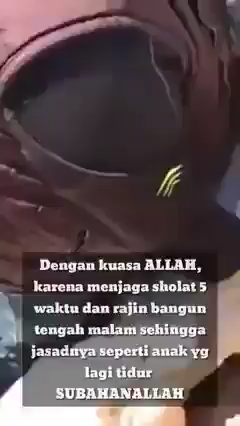 Dengan kuasa ALLAH,
karena menjaga sholat 5
waktu dan rajin bangun
tengah malam sehingga
jasadnya seperti anak yg
lagi tidur
SUBAHANALLAH